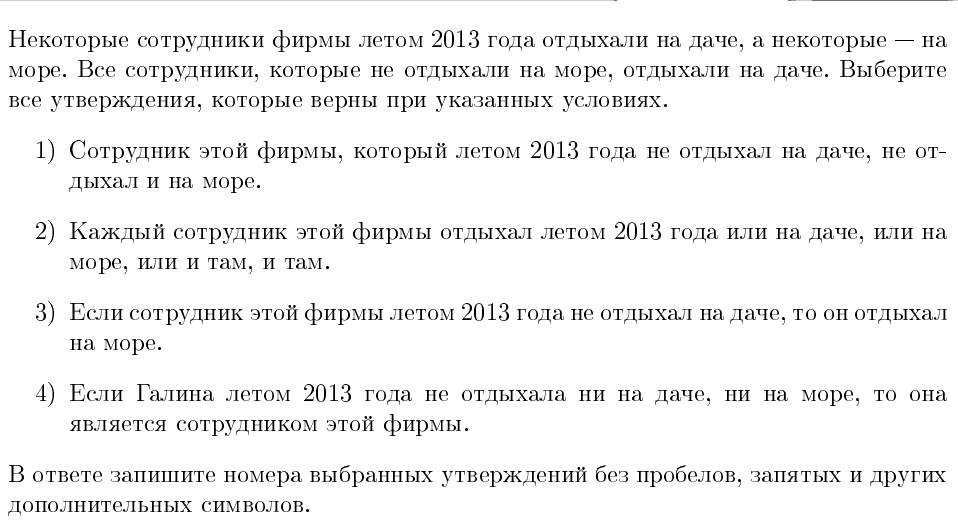 Некоторые сотрудники фирмы летом 2013 года отдыхали на даче, а некоторые — на
море. Все сотрудники, которые не отдыхали на море, отдыхали на даче. Выберите
все утверждения, которые верны при указанных условиях.
1) Сотрудник этой фирмы, который летом 2013 года не отдыхал на даче, не от-
дыхал и на море.
2) Каждый сотрудник этой фирмы отдыхал летом 2013 года или на даче, или на
море, или и там, и там.
3) Если сотрудник этой фирмы летом 2013 года не отдыхал на даче, то он отдыхал
на море.
4) Если Галина летом 2013 года не отдыхала ни на даче, ни на море, то она
является сотрудником этой фирмы.
В ответе запишите номера выбранных утверждений без пробелов, запятых и других
дополнительных символов.